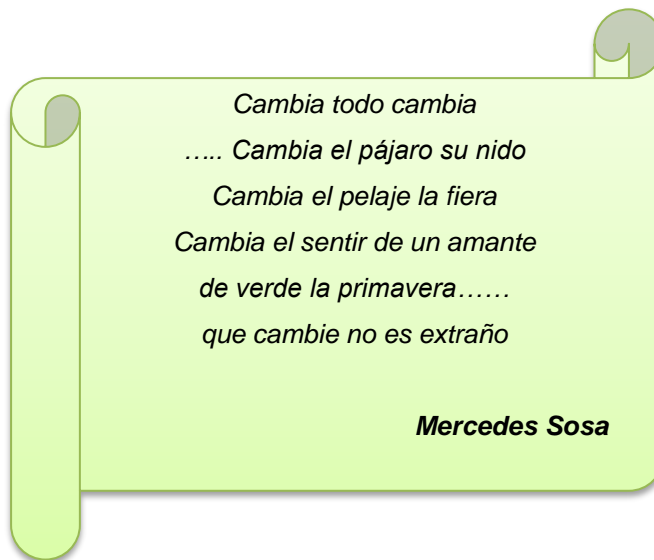 Cambia todo cambia
….. Cambia el pájaro su nido
Cambia el pelaje la fiera
Cambia el sentir de un amante
de verde la primavera……
que cambie no es extraño
Mercedes Sosa